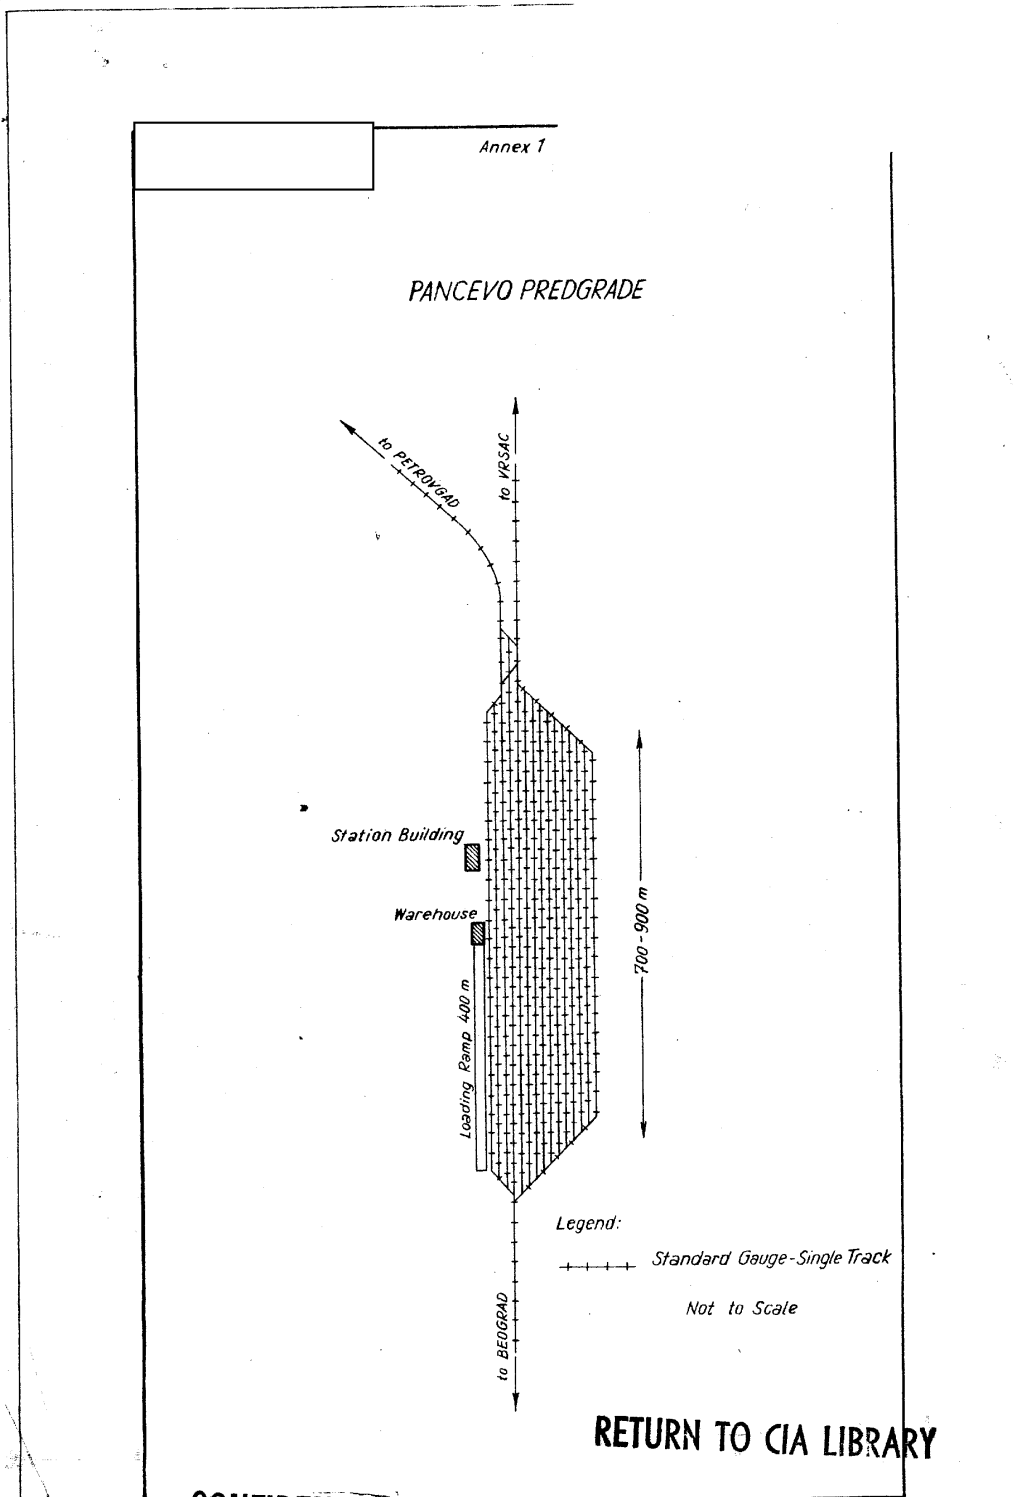 Annex 1
PANCEVO PREDGRADE
to PETROVGAD
to VRSAC
Station Building
Warehouse
700-900 m
Loading Ramp 400 m
Legend:
Standard Gauge-Single Track
Not to Scale
to BEOGRAD
RETURN TO CIA LIBRARY